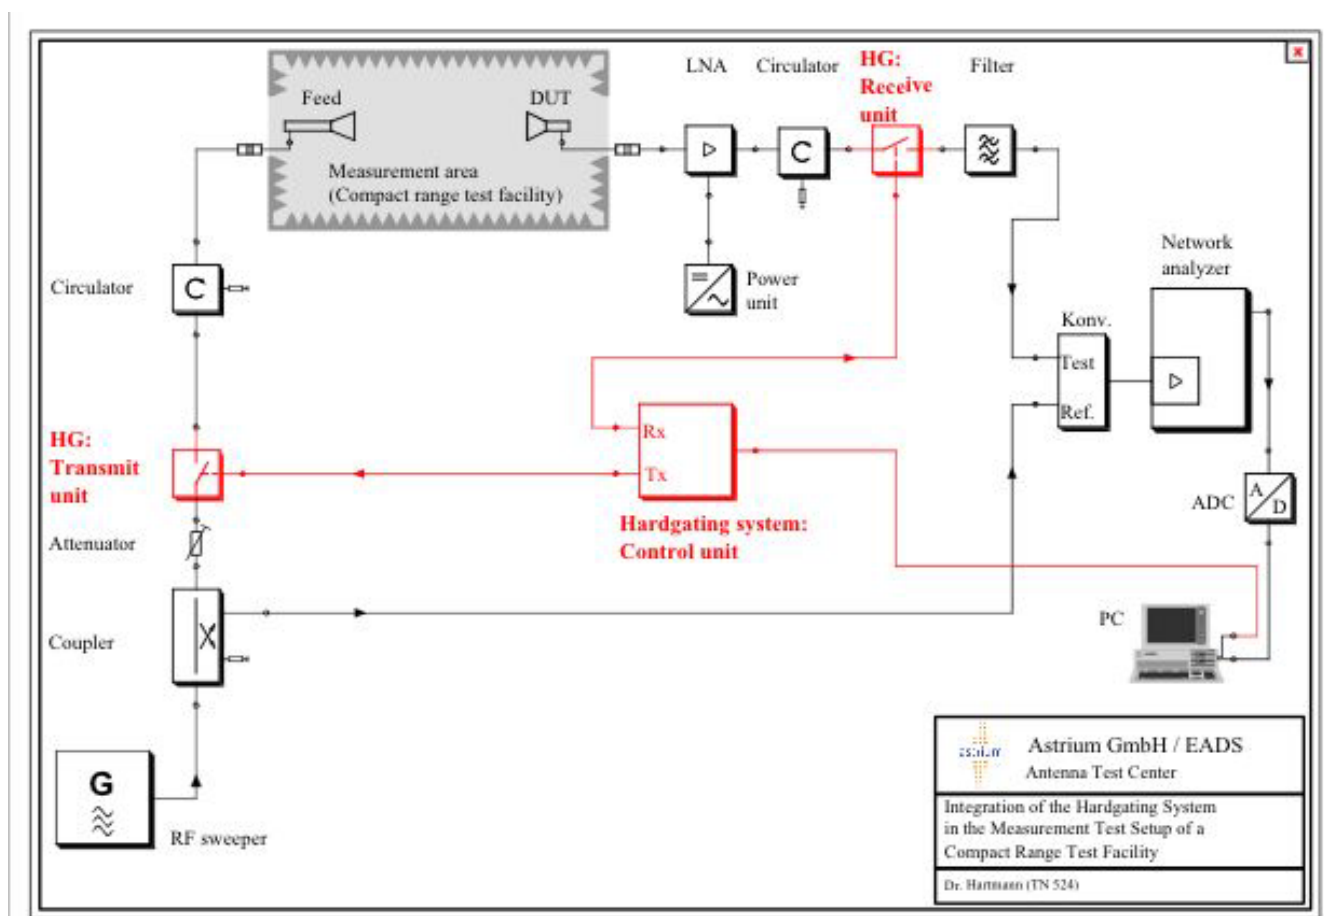 LNA
Circulator
HG:
Receive
unit
Filter
Feed
DUT
Measurement area
(Compact range test facility)
C
Circulator
C
Power
unit
Network
analyzer
Konv.
Test
Ref.
HG:
Transmit
unit
Rx
Tx
Hardgating system:
Control unit
ADC
A
D
Attenuator
Coupler
PC
G
RF sweeper
astrium
Astrium GmbH / EADS
Antenna Test Center
Integration of the Hardgating System
in the Measurement Test Setup of a
Compact Range Test Facility
Dr. Hartmann (TN 524)